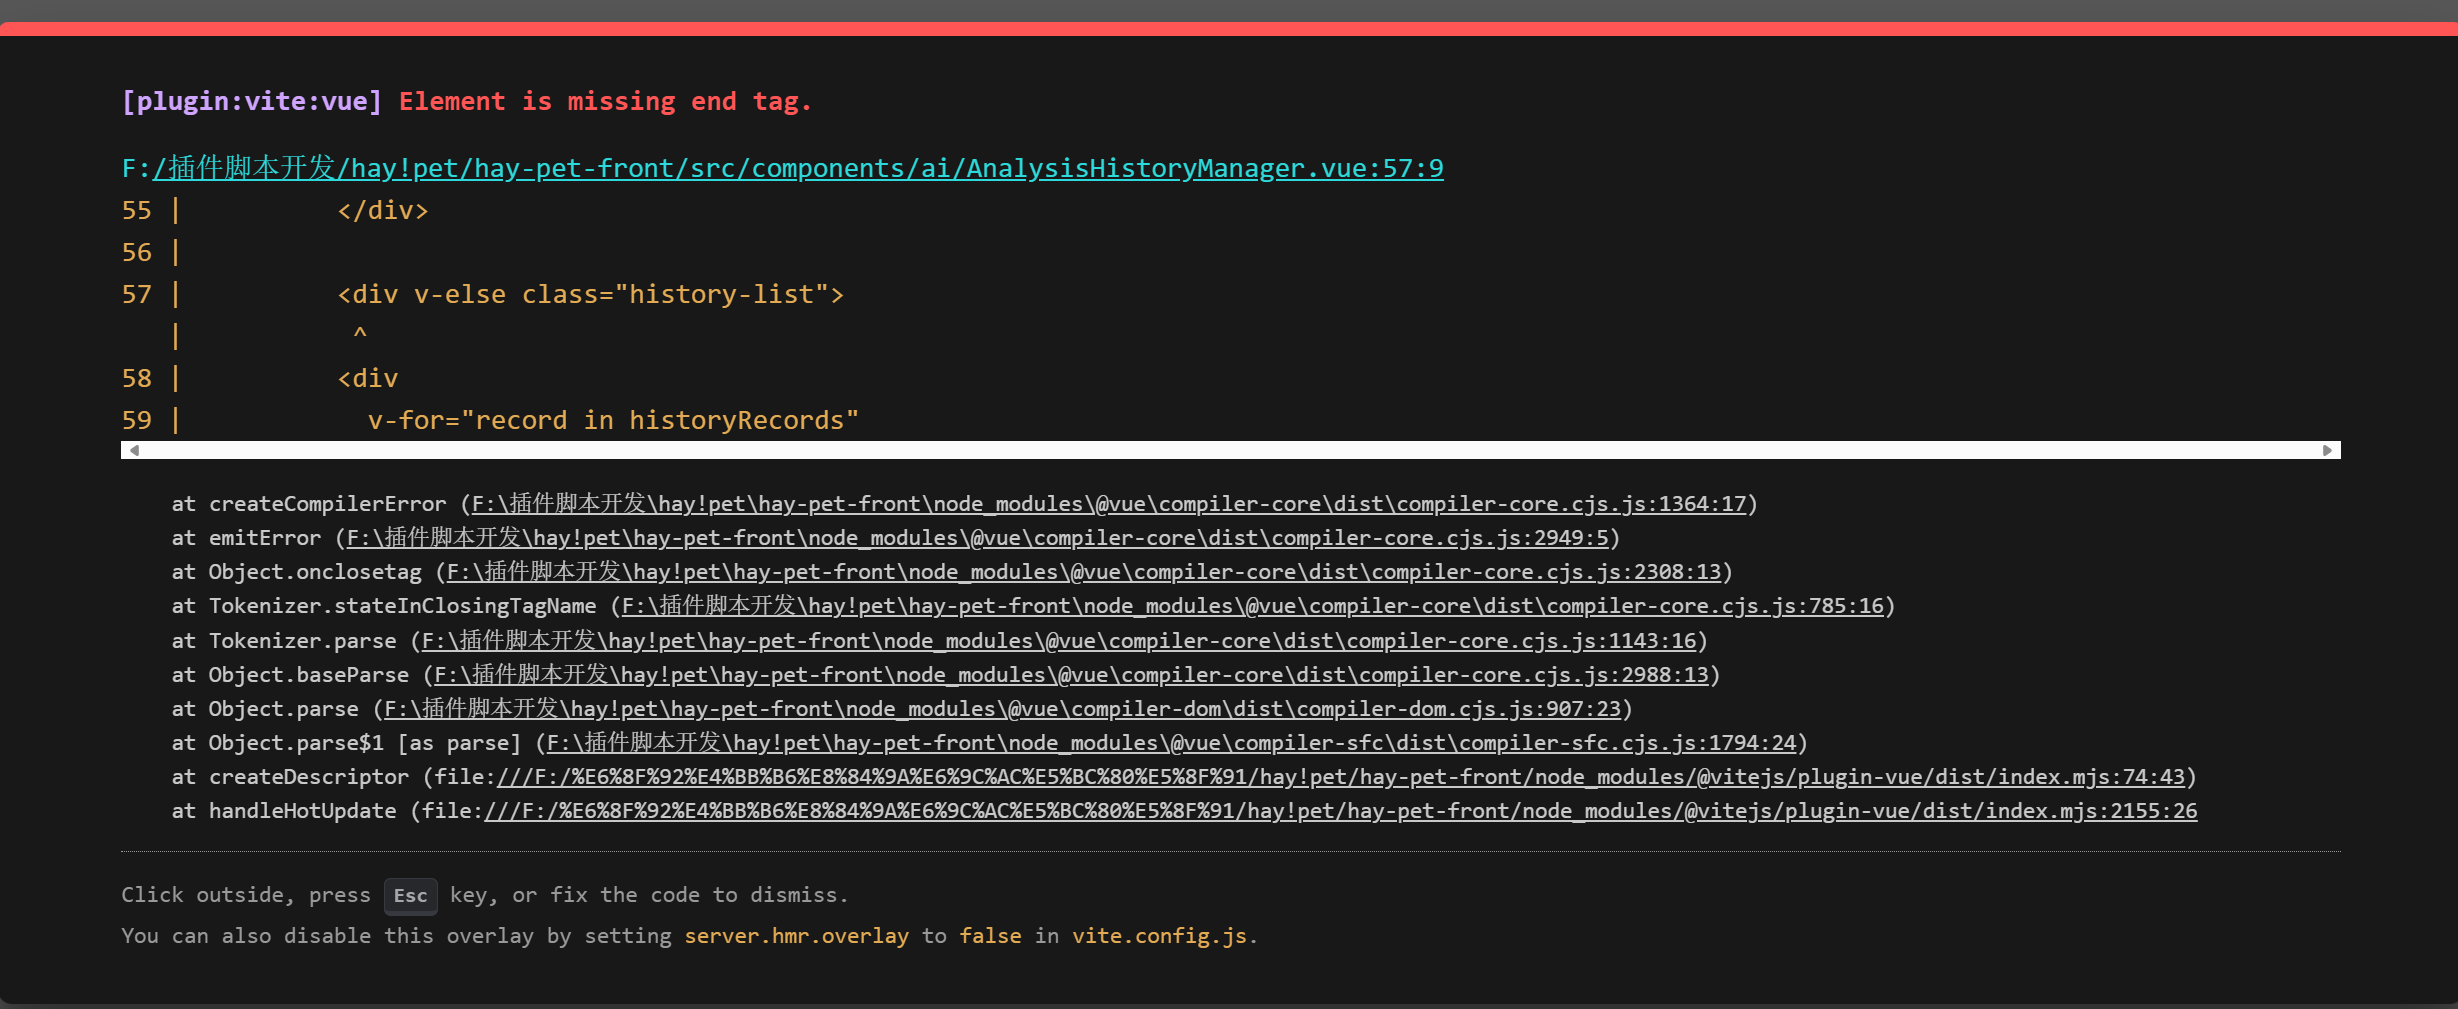 [plugin:vite:vue] Element is missing end tag.
F:/插件脚本开发/hay!pet/hay-pet-front/src/components/ai/AnalysisHistoryManager.vue:57:9
55 |          </div>
56 |
57 |          <div v-else class="history-list">
   |           ^
58 |          <div
59 |            v-for="record in historyRecords"
at createCompilerError (F:\插件脚本开发\hay!pet\hay-pet-front\node_modules\@vue\compiler-core\dist\compiler-core.cjs.js:1364:17)
at emitError (F:\插件脚本开发\hay!pet\hay-pet-front\node_modules\@vue\compiler-core\dist\compiler-core.cjs.js:2949:5)
at Object.onclosetag (F:\插件脚本开发\hay!pet\hay-pet-front\node_modules\@vue\compiler-core\dist\compiler-core.cjs.js:2308:13)
at Tokenizer.stateInClosingTagName (F:\插件脚本开发\hay!pet\hay-pet-front\node_modules\@vue\compiler-core\dist\compiler-core.cjs.js:785:16)
at Tokenizer.parse (F:\插件脚本开发\hay!pet\hay-pet-front\node_modules\@vue\compiler-core\dist\compiler-core.cjs.js:1143:16)
at Object.baseParse (F:\插件脚本开发\hay!pet\hay-pet-front\node_modules\@vue\compiler-core\dist\compiler-core.cjs.js:2988:13)
at Object.parse (F:\插件脚本开发\hay!pet\hay-pet-front\node_modules\@vue\compiler-dom\dist\compiler-dom.cjs.js:907:23)
at Object.parse$1 [as parse] (F:\插件脚本开发\hay!pet\hay-pet-front\node_modules\@vue\compiler-sfc\dist\compiler-sfc.cjs.js:1794:24)
at createDescriptor (file:///F:/%E6%8F%92%E4%BB%B6%E8%84%9A%E6%9C%AC%E5%BC%80%E5%8F%91/hay!pet/hay-pet-front/node_modules/@vitejs/plugin-vue/dist/index.mjs:74:43)
at handleHotUpdate (file:///F:/%E6%8F%92%E4%BB%B6%E8%84%9A%E6%9C%AC%E5%BC%80%E5%8F%91/hay!pet/hay-pet-front/node_modules/@vitejs/plugin-vue/dist/index.mjs:2155:26
Click outside, press Esc key, or fix the code to dismiss.
You can also disable this overlay by setting server.hmr.overlay to false in vite.config.js.